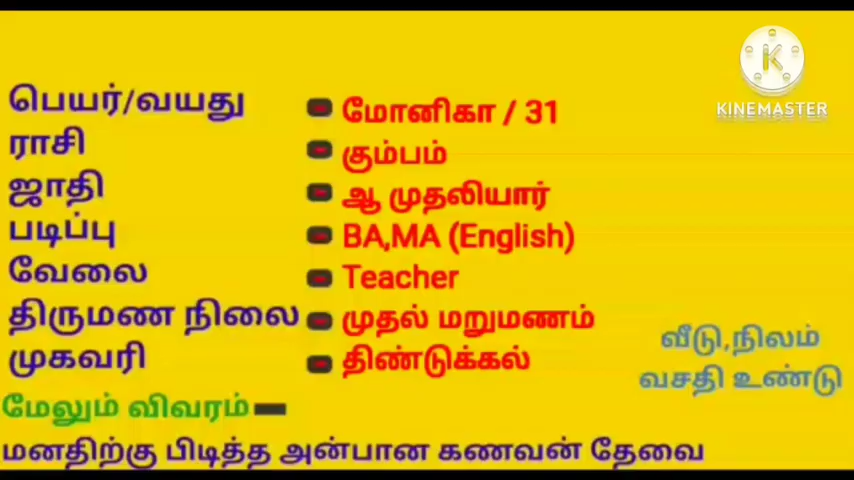 KINEMASTER
பெயர்/வயது - மோனிகா / 31
ராசி - கும்பம்
ஜாதி - ஆ முதலியார்
படிப்பு - BA,MA (English)
வேலை - Teacher
திருமண நிலை - முதல் மறுமணம்
முகவரி - திண்டுக்கல்
வீடு,நிலம்
வசதி உண்டு
மேலும் விவரம்-
மனதிற்கு பிடித்த அன்பான கணவன் தேவை